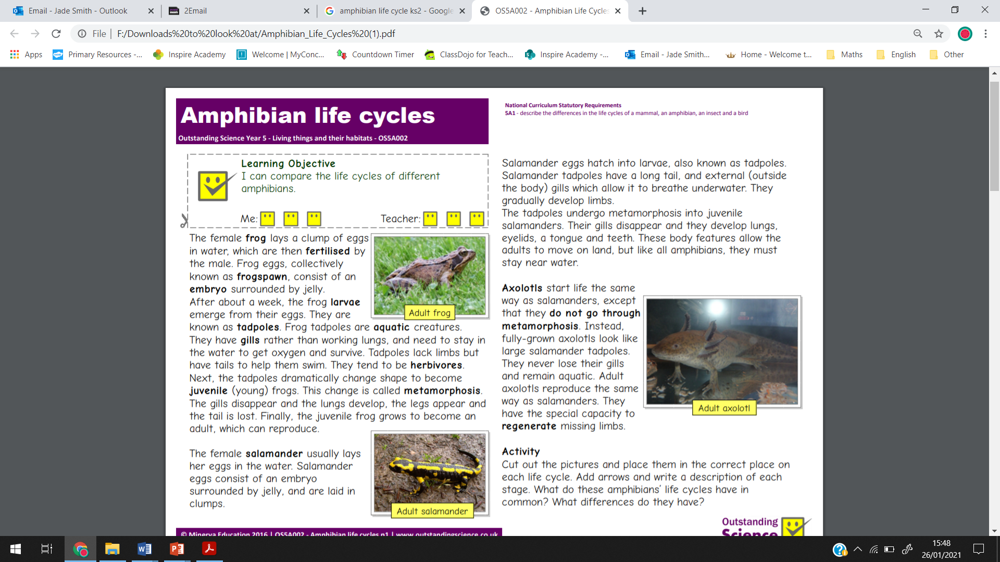 Email - Jade Smith - Outlook
2Email
amphibian life cycle ks2 - Google
OS5A002 - Amphibian Life Cycles
File
F:/Downloads%20to%20look%20at/Amphibian_Life_Cycles%20(1).pdf
Apps
Primary Resources -...
Inspire Academy
Welcome | MyConc...
Countdown Timer
ClassDojo for Teach...
Inspire Academy -...
Email - Jade Smith...
Home - Welcome t...
Maths
English
Other
Amphibian life cycles
Outstanding Science Year 5 - Living things and their habitats - OS5A002
National Curriculum Statutory Requirements
5A1 - describe the differences in the life cycles of a mammal, an amphibian, an insect and a bird
Learning Objective
I can compare the life cycles of different
amphibians.
Me:
Teacher:
The female frog lays a clump of eggs
in water, which are then fertilised by
the male. Frog eggs, collectively
known as frogspawn, consist of an
embryo surrounded by jelly.
After about a week, the frog larvae
emerge from their eggs. They are
known as tadpoles. Frog tadpoles are aquatic creatures.
They have gills rather than working lungs, and need to stay in
the water to get oxygen and survive. Tadpoles lack limbs but
have tails to help them swim. They tend to be herbivores.
Next, the tadpoles dramatically change shape to become
juvenile (young) frogs. This change is called metamorphosis.
The gills disappear and the lungs develop, the legs appear and
the tail is lost. Finally, the juvenile frog grows to become an
adult, which can reproduce.
Adult frog
The female salamander usually lays
her eggs in the water. Salamander
eggs consist of an embryo
surrounded by jelly, and are laid in
clumps.
Adult salamander
Salamander eggs hatch into larvae, also known as tadpoles.
Salamander tadpoles have a long tail, and external (outside
the body) gills which allow it to breathe underwater. They
gradually develop limbs.
The tadpoles undergo metamorphosis into juvenile
salamanders. Their gills disappear and they develop lungs,
eyelids, a tongue and teeth. These body features allow the
adults to move on land, but like all amphibians, they must
stay near water.
Axolotls start life the same
way as salamanders, except
that they do not go through
metamorphosis. Instead,
fully-grown axolotls look like
large salamander tadpoles.
They never lose their gills
and remain aquatic. Adult
axolotls reproduce the same
way as salamanders. They
have the special capacity to
regenerate missing limbs.
Adult axolotl
Activity
Cut out the pictures and place them in the correct place on
each life cycle. Add arrows and write a description of each
stage. What do these amphibians' life cycles have in
common? What differences do they have?
© Minerva Education 2016 | OS5A002 - Amphibian life cycles p1 | www.outstandingscience.co.uk
Outstanding
Science
15:48
26/01/2021